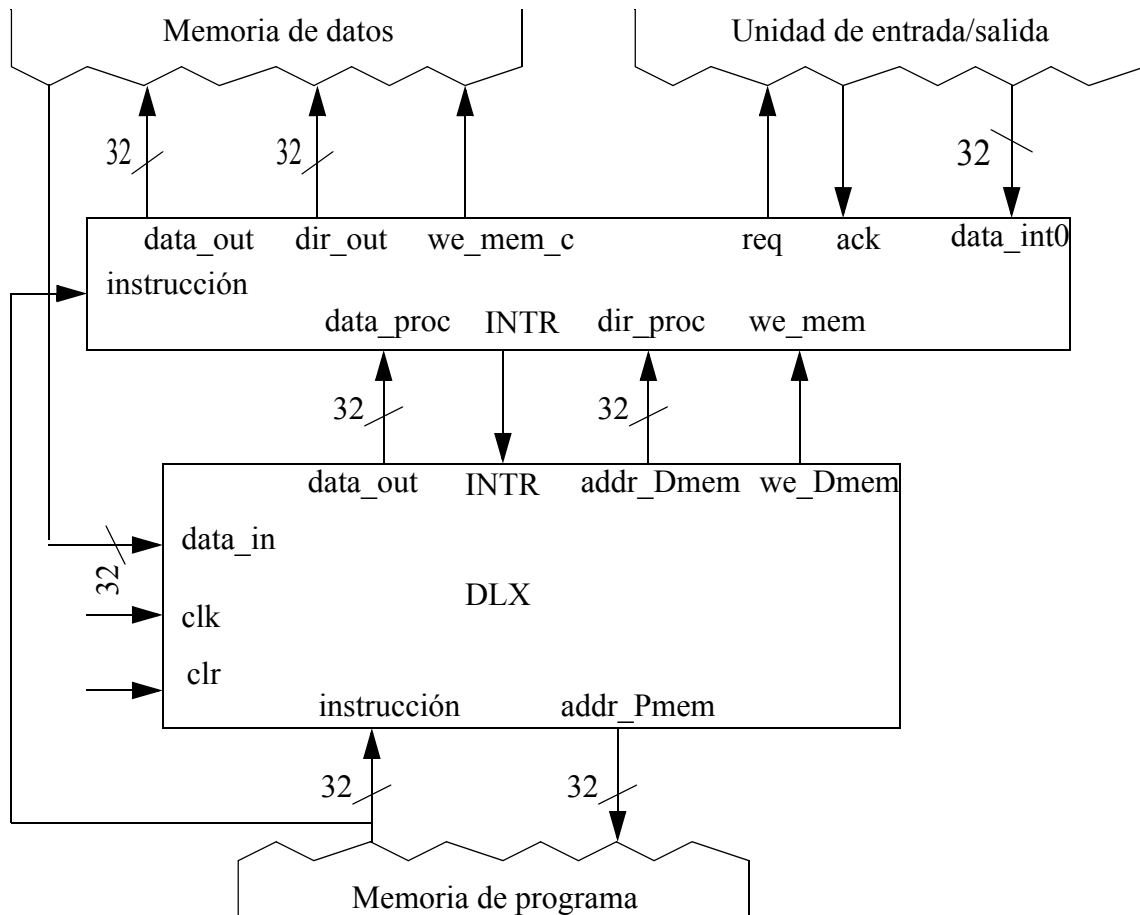 Memoria de datos
Unidad de entrada/salida
32
32
32
data_out
dir_out
we_mem_c
req
ack
data_int0
instrucción
data_proc
INTR
dir_proc
we_mem
32
32
data_out
INTR
addr_Dmem
we_Dmem
data_in
32
DLX
clk
clr
instrucción
addr_Pmem
32
32
Memoria de programa